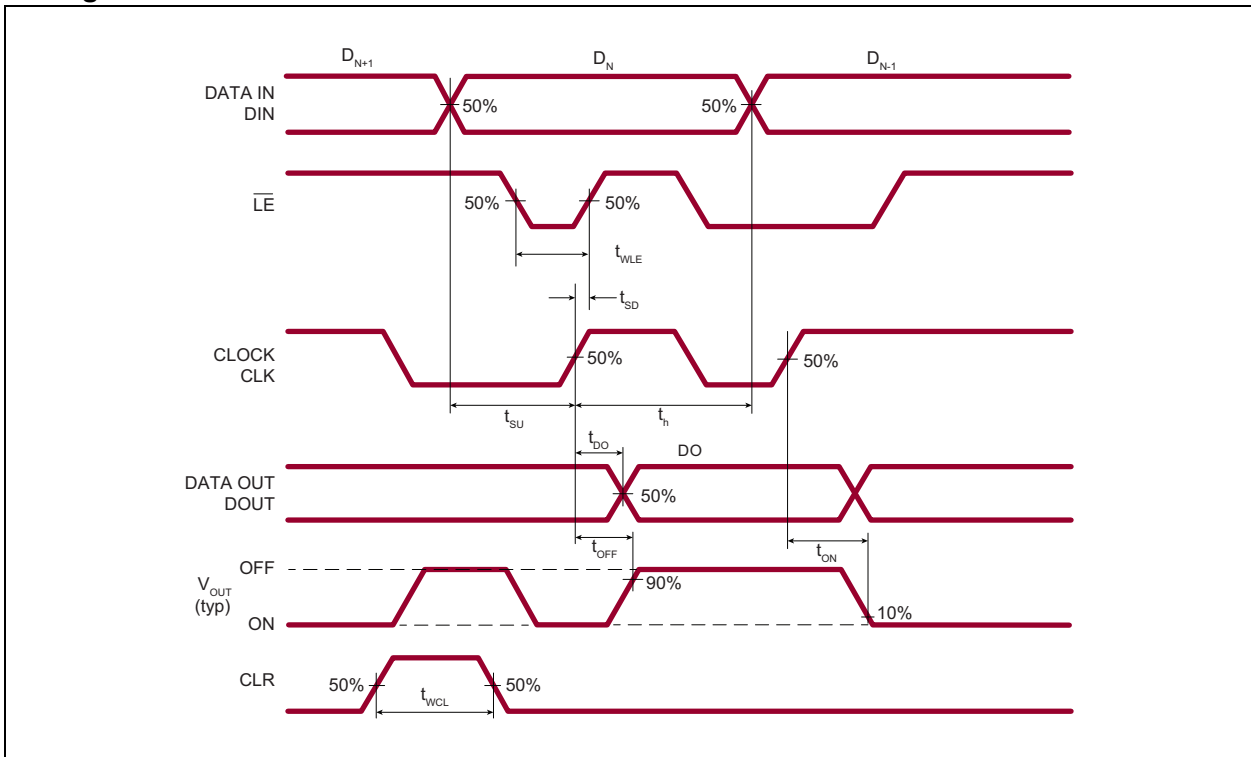 D_N+1 D_N D_N-1
DATA IN
DIN
50% 50%
LE
50% 50%
t_WLE
t_SD
CLOCK
CLK
50% 50%
t_SU t_h
t_DO DO
DATA OUT
DOUT
50%
t_OFF t_ON
OFF
V_OUT
(typ)
90%
10%
ON
CLR
50% 50%
t_WCL